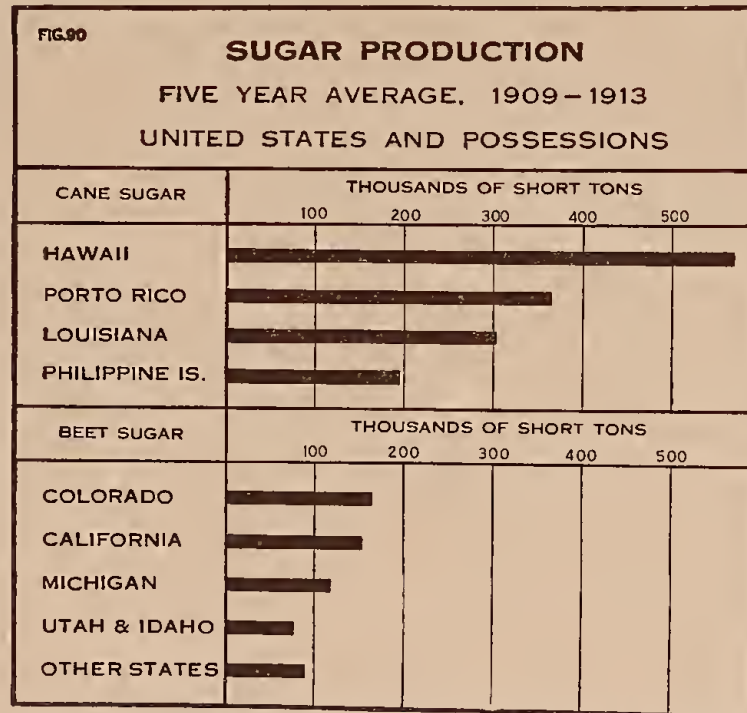 FIG.90
SUGAR PRODUCTION
FIVE YEAR AVERAGE, 1909–1913
UNITED STATES AND POSSESSIONS
CANE SUGAR
THOUSANDS OF SHORT TONS
100 200 300 400 500
HAWAII
PORTO RICO
LOUISIANA
PHILIPPINE IS.
BEET SUGAR
THOUSANDS OF SHORT TONS
100 200 300 400 500
COLORADO
CALIFORNIA
MICHIGAN
UTAH & IDAHO
OTHER STATES